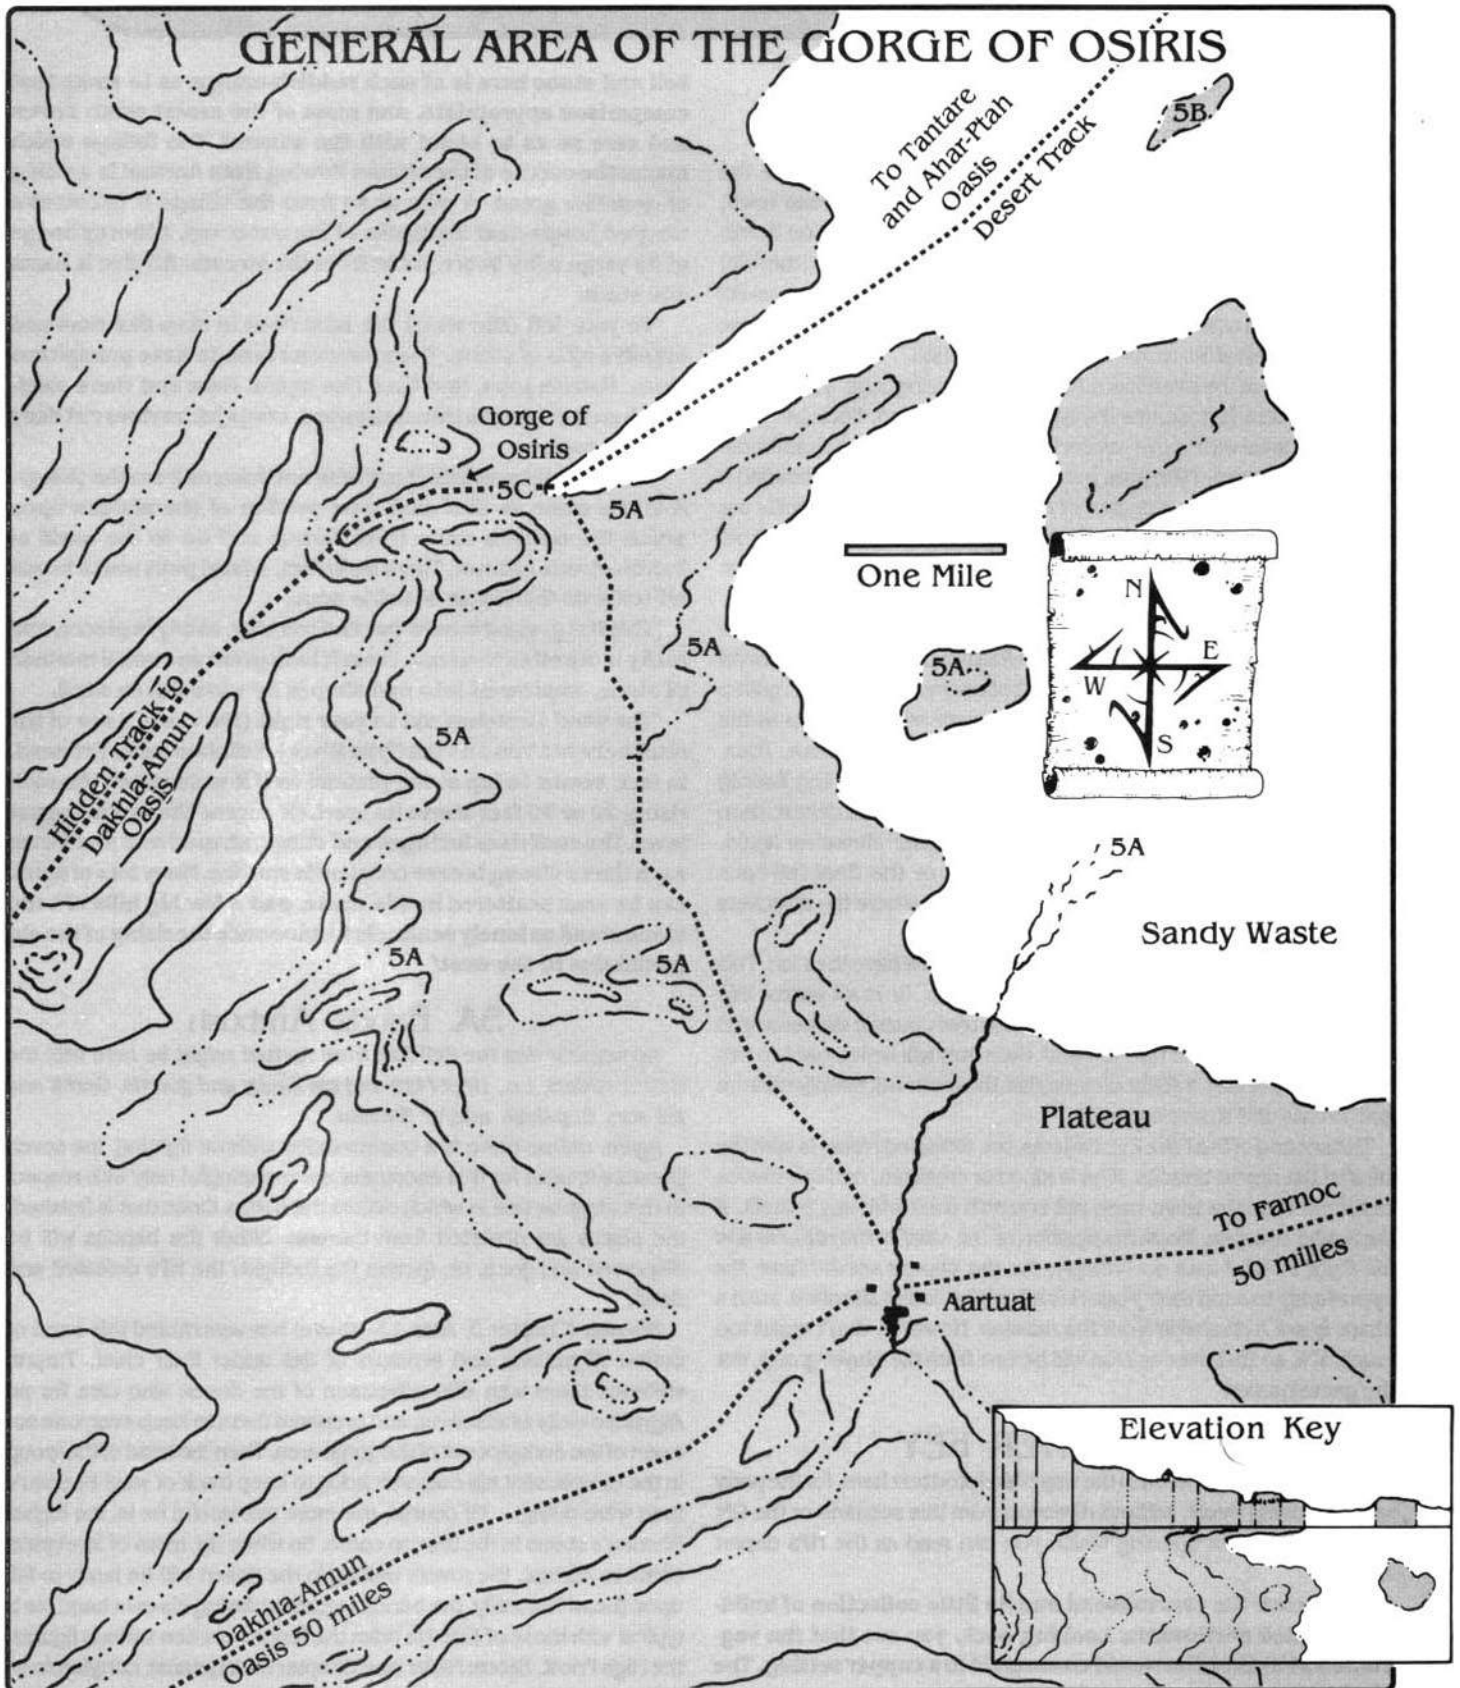 GENERAL AREA OF THE GORGE OF OSIRIS
5B
To Tantare
and Ahar-Ptah
Oasis
Desert Track
Gorge of
Osiris
5C
5A
One Mile
N
E
W
S
5A
5A
5A
Hidden Track to
Dakhla-Amun
Oasis
5A
Sandy Waste
5A
5A
Plateau
To Farnoc
50 milles
Aartuat
Elevation Key
Dakhla-Amun
Oasis 50 miles